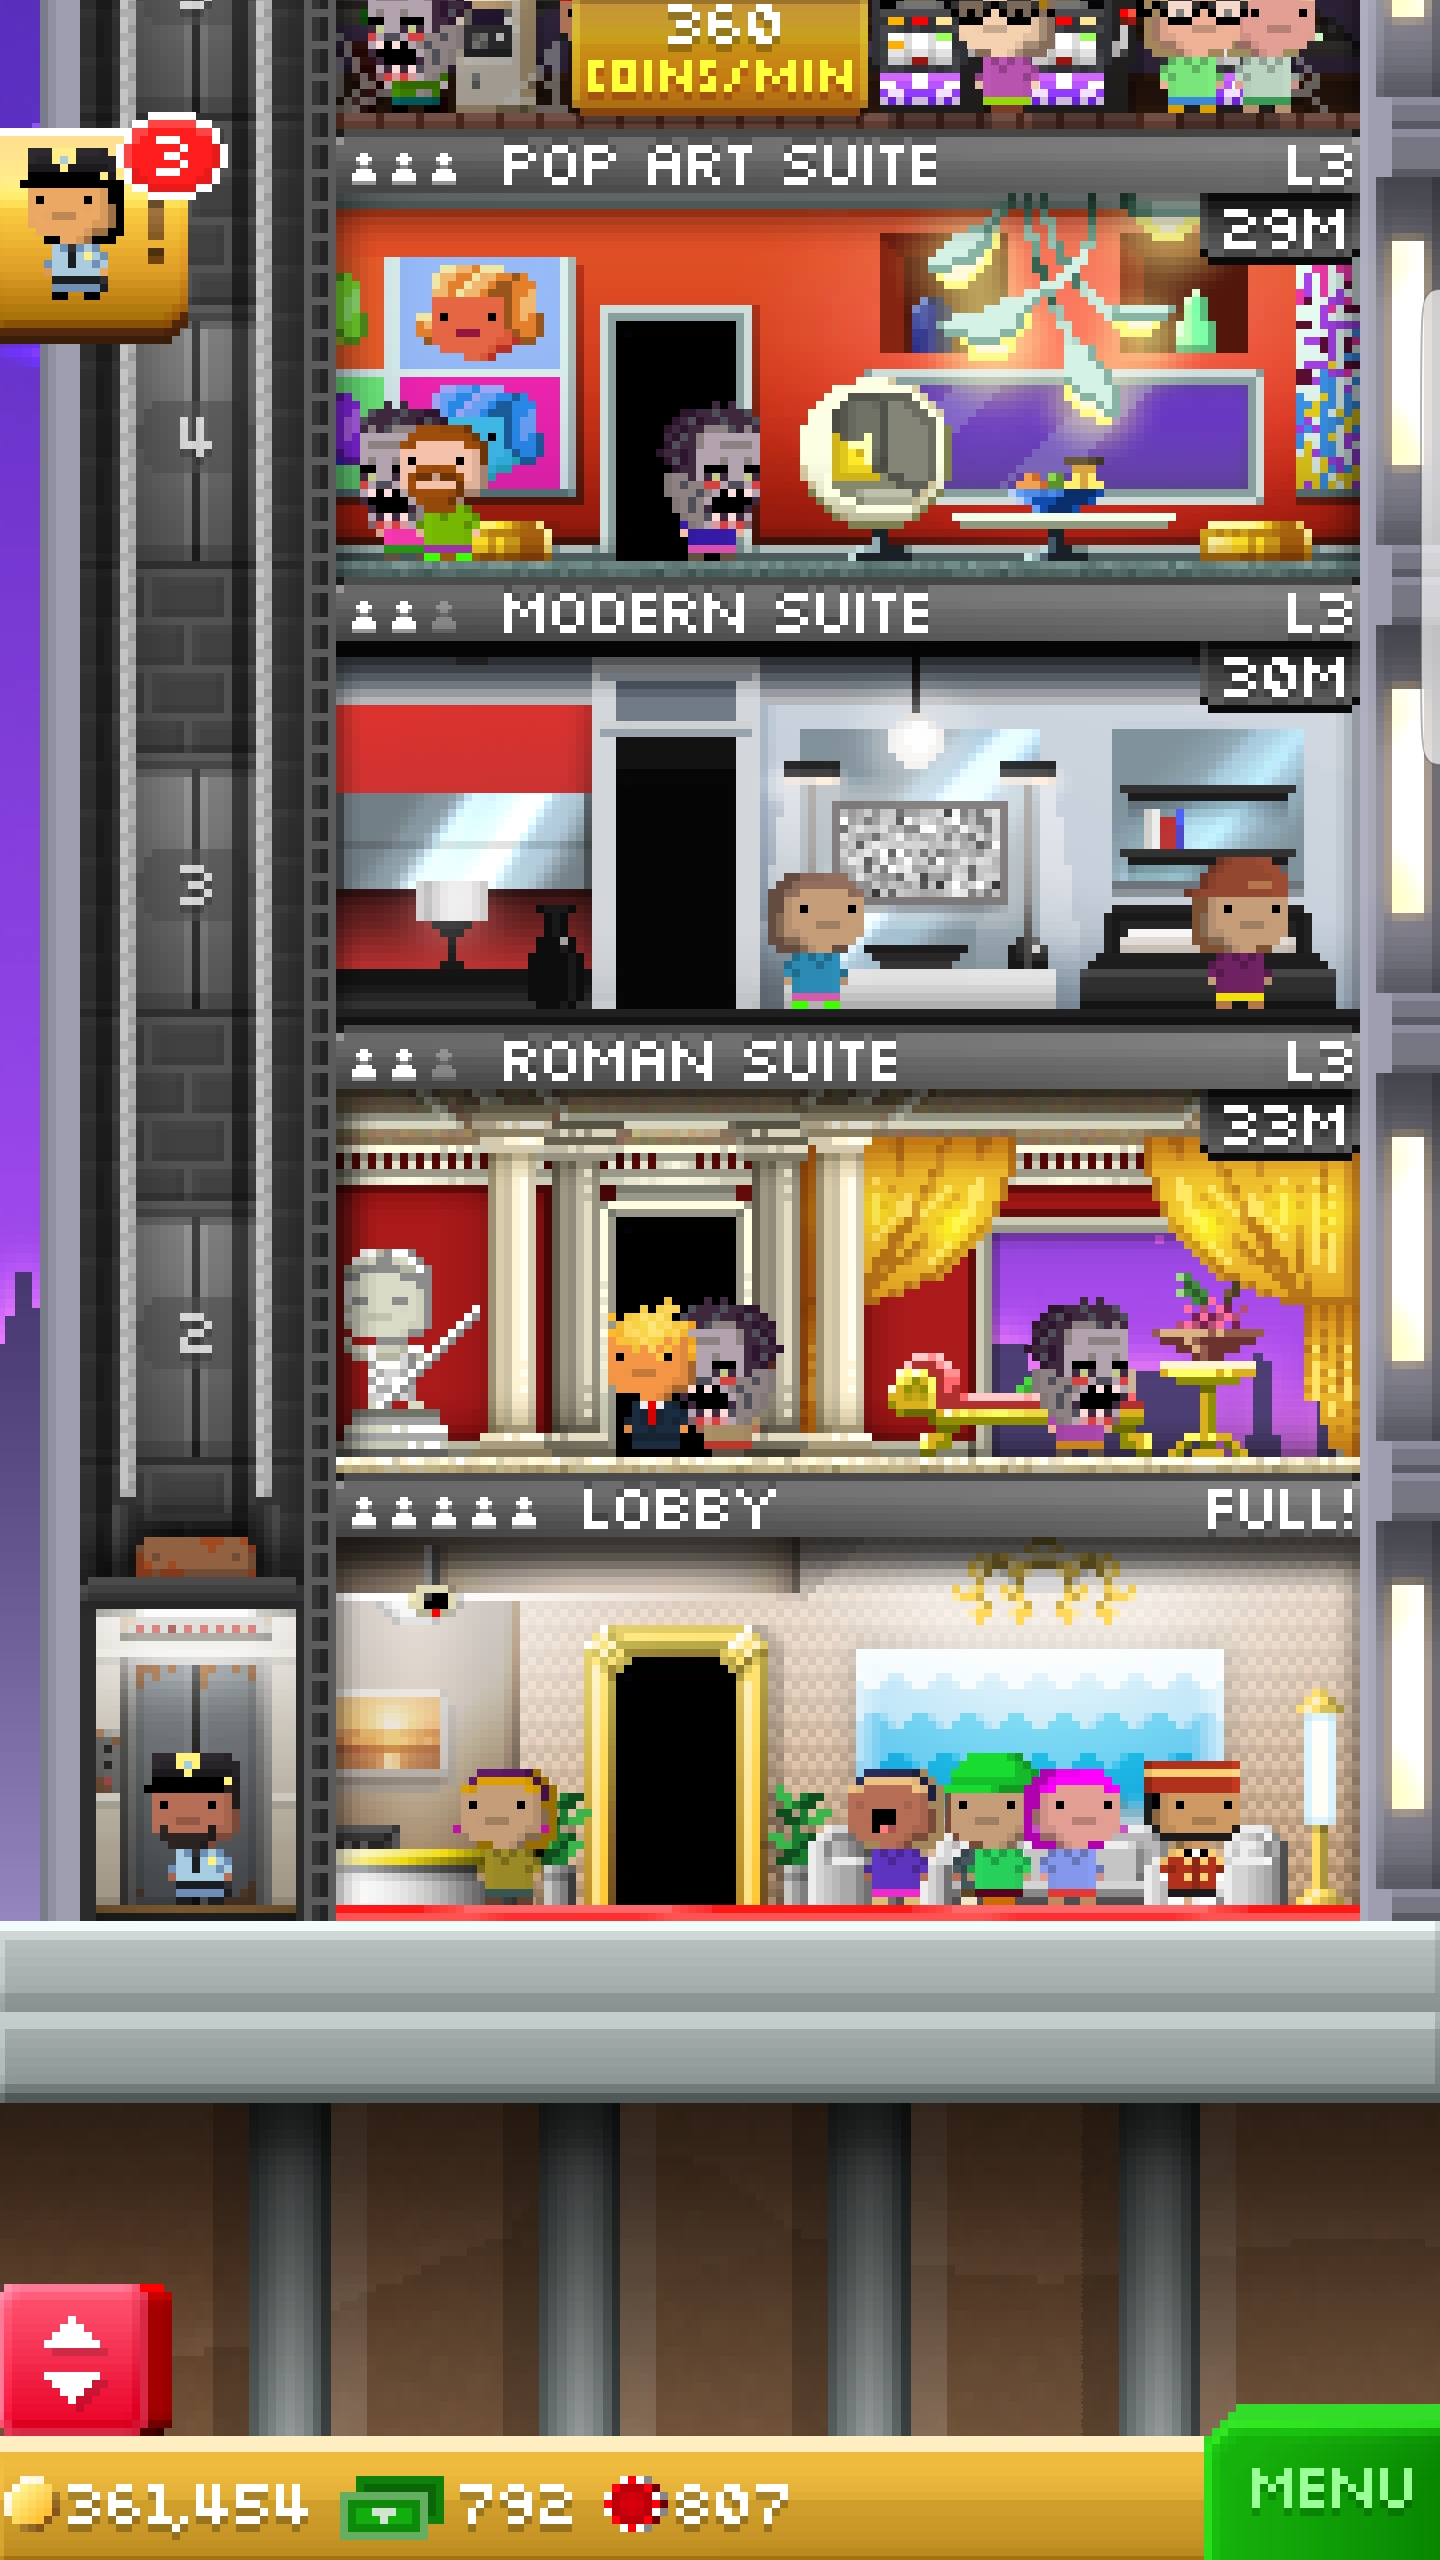 360
COINS/MIN
3
!
POP ART SUITE L3
29M
4
MODERN SUITE L3
30M
3
ROMAN SUITE L3
33M
2
LOBBY FULL!
361,454 792 807
MENU